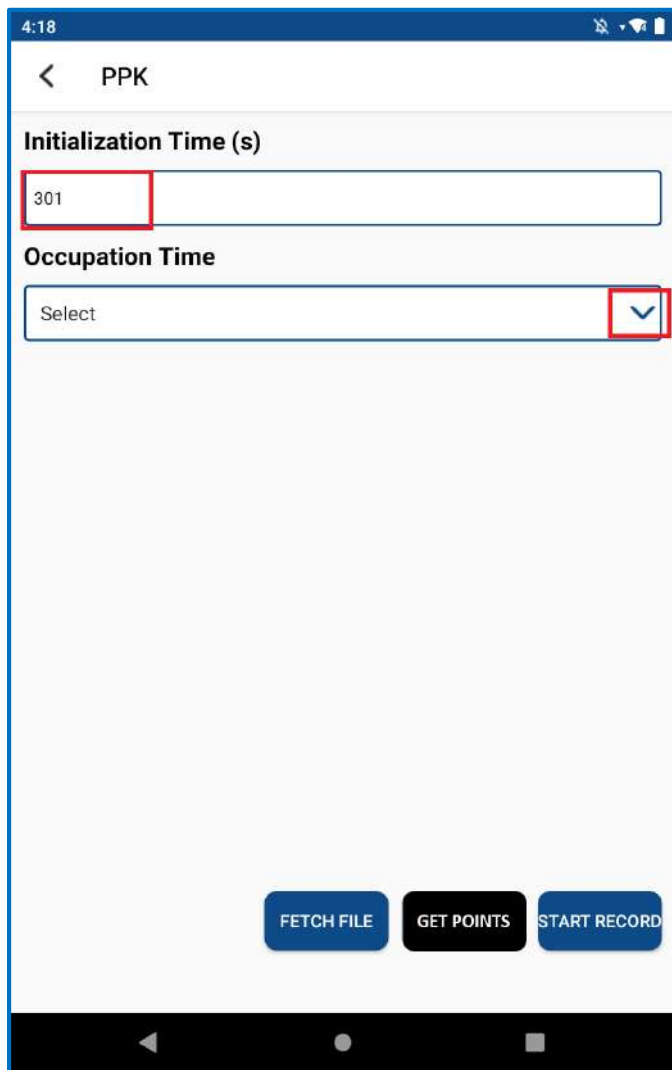 4:18
PPK
Initialization Time (s)
301
Occupation Time
Select
FETCH FILE GET POINTS START RECORD